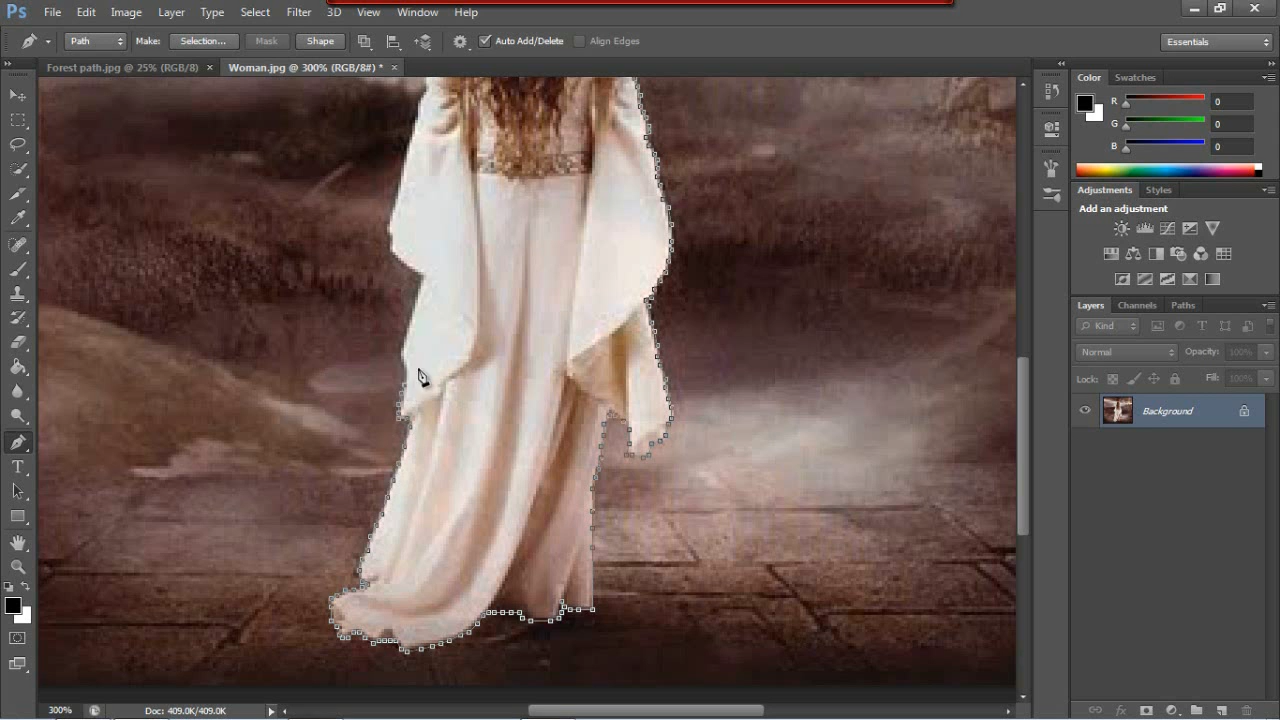 Ps File Edit Image Layer Type Select Filter 3D View Window Help
Path Make: Selection... Mask Shape Auto Add/Delete Align Edges Essentials
Forest path.jpg @ 25% (RGB/8) × Woman.jpg @ 300% (RGB/8#) * ×
Color Swatches
R 0
G 0
B 0
Adjustments Styles
Add an adjustment
Layers Channels Paths
Kind
Normal Opacity: 100%
Lock: Fill: 100%
Background
T
300% Doc: 409.0K/409.0K
fx